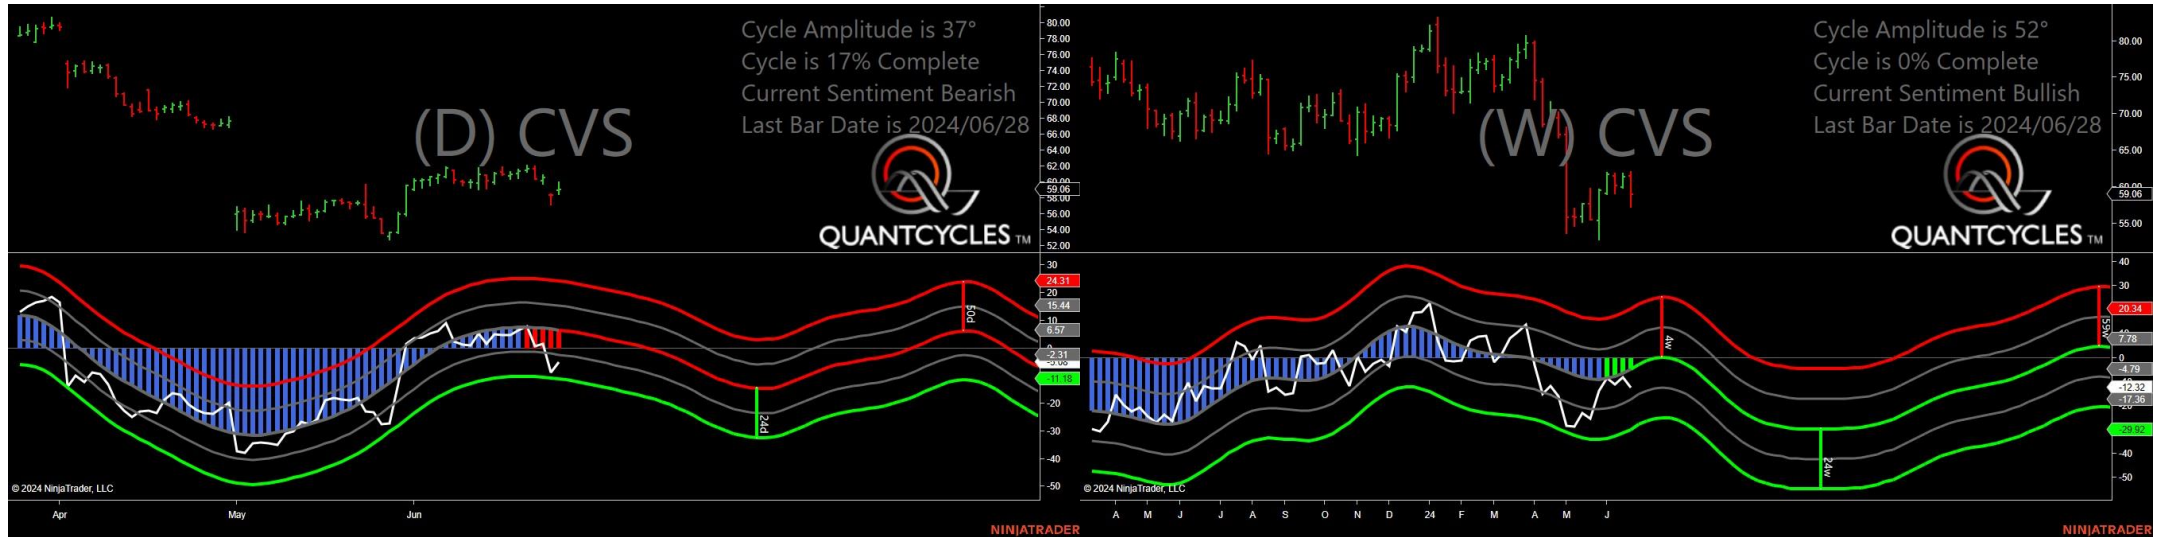 Cycle Amplitude is 37°
Cycle is 17% Complete
Current Sentiment Bearish
Last Bar Date is 2024/06/28
(D) CVS
QUANTCYCLES TM
80.00
78.00
76.00
74.00
72.00
70.00
68.00
66.00
64.00
62.00
60.00
59.06
58.00
56.00
54.00
52.00
30
24.31
20
15.44
10
6.57
0
-2.31
-11.18
-20
-30
-40
-50
50d
24d
© 2024 NinjaTrader, LLC
Apr May Jun
NINJATRADER
Cycle Amplitude is 52°
Cycle is 0% Complete
Current Sentiment Bullish
Last Bar Date is 2024/06/28
(W) CVS
QUANTCYCLES TM
80.00
75.00
70.00
65.00
60.00
59.06
55.00
40
30
20.34
7.78
0
-4.79
-12.32
-17.36
-20
-29.92
-40
-50
4w
59w
24w
© 2024 NinjaTrader, LLC
A M J J A S O N D 24 F M A M J
NINJATRADER